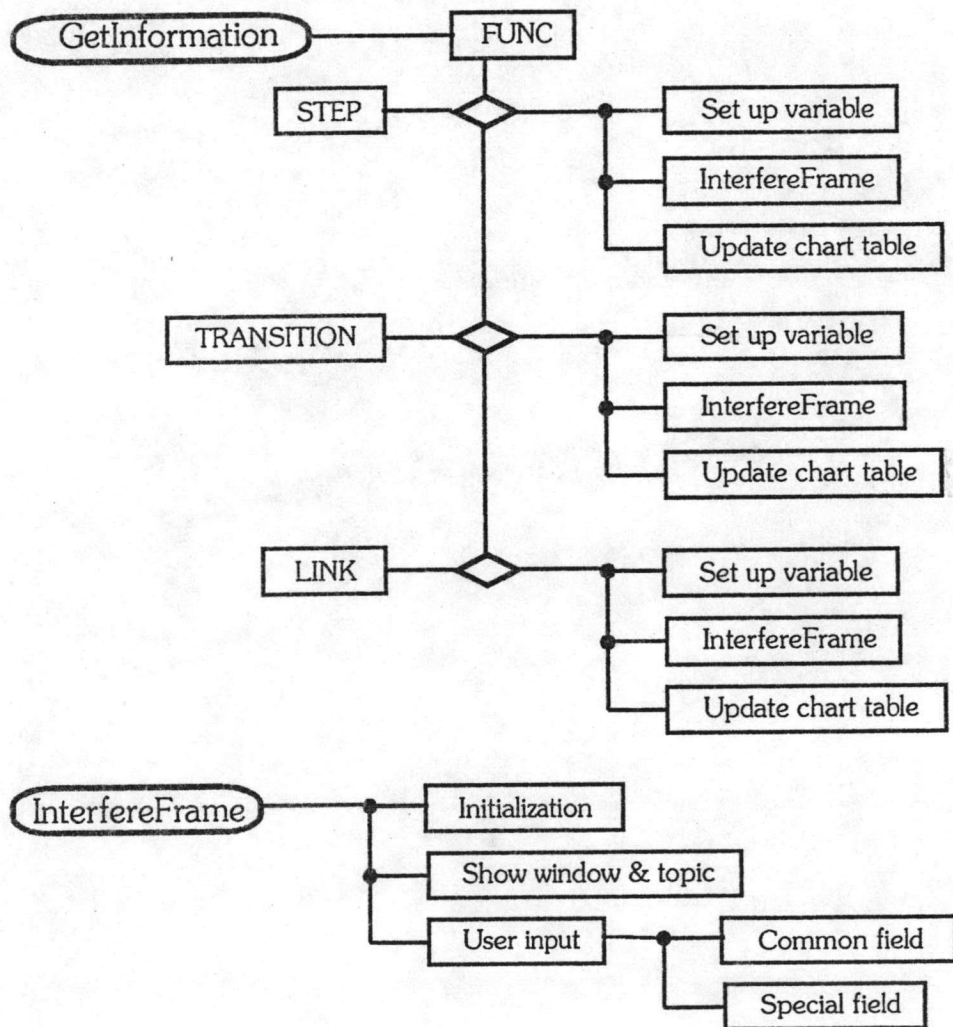 GetInformation
FUNC
STEP
Set up variable
InterfereFrame
Update chart table
TRANSITION
Set up variable
InterfereFrame
Update chart table
LINK
Set up variable
InterfereFrame
Update chart table
InterfereFrame
Initialization
Show window & topic
User input
Common field
Special field